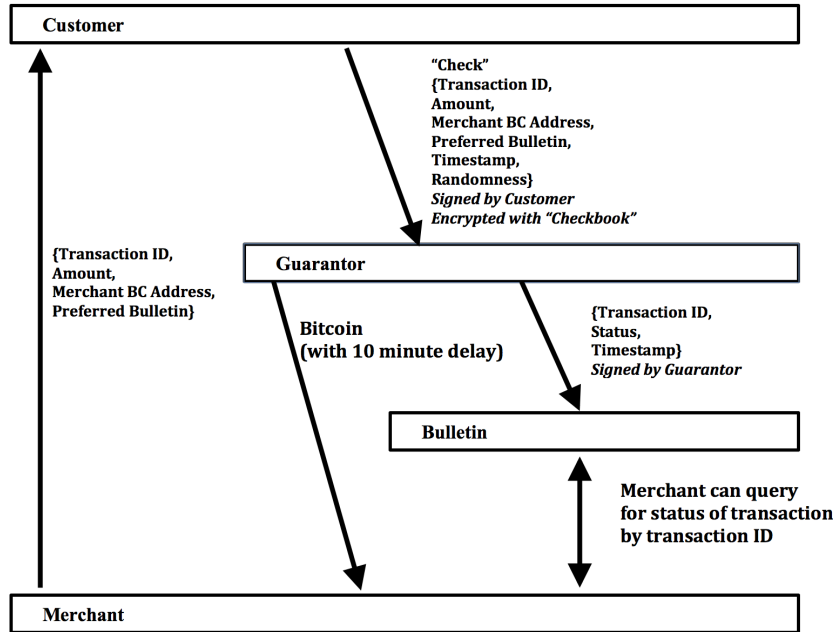 Customer
“Check”
{Transaction ID,
Amount,
Merchant BC Address,
Preferred Bulletin,
Timestamp,
Randomness}
Signed by Customer
Encrypted with “Checkbook”
{Transaction ID,
Amount,
Merchant BC Address,
Preferred Bulletin}
Guarantor
Bitcoin
(with 10 minute delay)
{Transaction ID,
Status,
Timestamp}
Signed by Guarantor
Bulletin
Merchant can query
for status of transaction
by transaction ID
Merchant